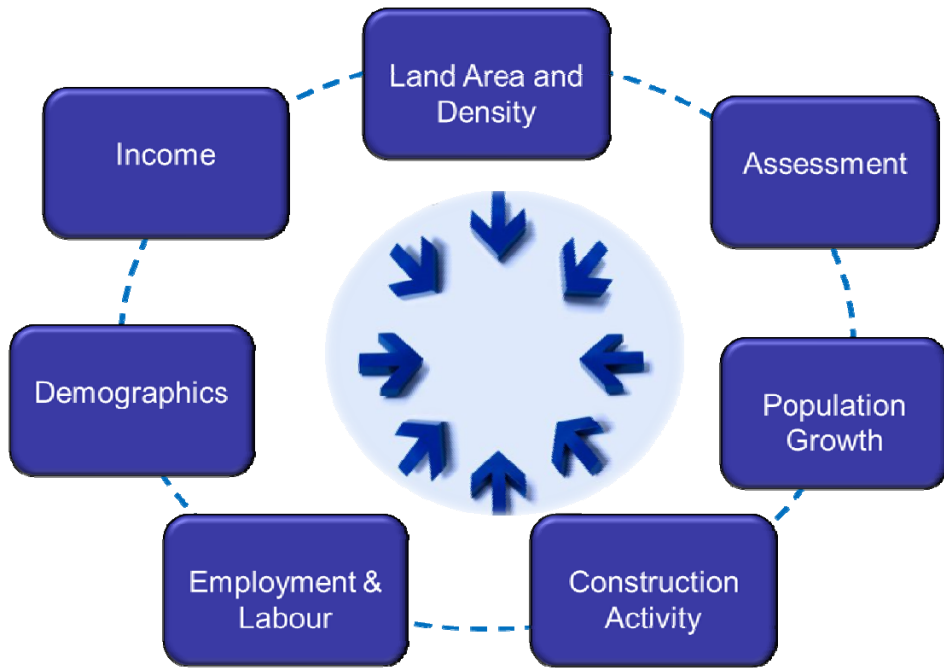 Land Area and
Density
Assessment
Population
Growth
Construction
Activity
Employment &
Labour
Demographics
Income